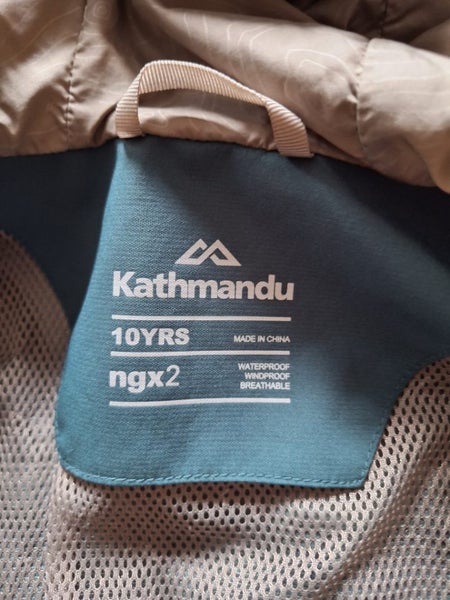 Kathmandu
10YRS MADE IN CHINA
ngx2
WATERPROOF
WINDPROOF
BREATHABLE